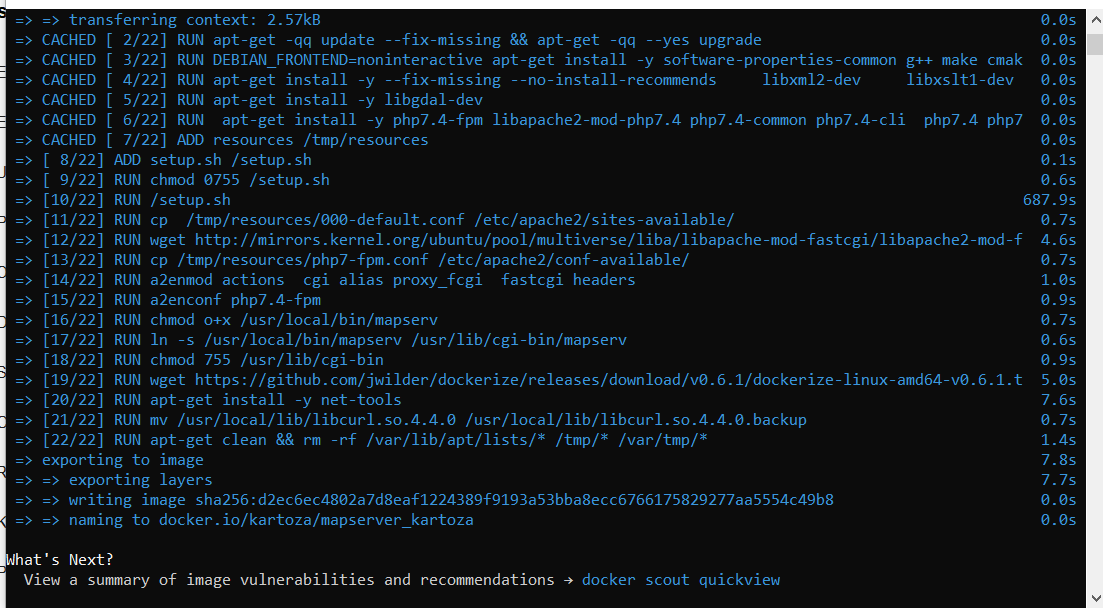 => => transferring context: 2.57kB 0.0s
=> CACHED [ 2/22] RUN apt-get -qq update --fix-missing && apt-get -qq --yes upgrade 0.0s
=> CACHED [ 3/22] RUN DEBIAN_FRONTEND=noninteractive apt-get install -y software-properties-common g++ make cmak 0.0s
=> CACHED [ 4/22] RUN apt-get install -y --fix-missing --no-install-recommends     libxml2-dev     libxslt1-dev 0.0s
=> CACHED [ 5/22] RUN apt-get install -y libgdal-dev 0.0s
=> CACHED [ 6/22] RUN  apt-get install -y php7.4-fpm libapache2-mod-php7.4 php7.4-common php7.4-cli  php7.4 php7 0.0s
=> CACHED [ 7/22] ADD resources /tmp/resources 0.0s
=> [ 8/22] ADD setup.sh /setup.sh 0.1s
=> [ 9/22] RUN chmod 0755 /setup.sh 0.6s
=> [10/22] RUN /setup.sh 687.9s
=> [11/22] RUN cp  /tmp/resources/000-default.conf /etc/apache2/sites-available/ 0.7s
=> [12/22] RUN wget http://mirrors.kernel.org/ubuntu/pool/multiverse/liba/libapache-mod-fastcgi/libapache2-mod-f 4.6s
=> [13/22] RUN cp /tmp/resources/php7-fpm.conf /etc/apache2/conf-available/ 0.7s
=> [14/22] RUN a2enmod actions  cgi alias proxy_fcgi  fastcgi headers 1.0s
=> [15/22] RUN a2enconf php7.4-fpm 0.9s
=> [16/22] RUN chmod o+x /usr/local/bin/mapserv 0.7s
=> [17/22] RUN ln -s /usr/local/bin/mapserv /usr/lib/cgi-bin/mapserv 0.6s
=> [18/22] RUN chmod 755 /usr/lib/cgi-bin 0.9s
=> [19/22] RUN wget https://github.com/jwilder/dockerize/releases/download/v0.6.1/dockerize-linux-amd64-v0.6.1.t 5.0s
=> [20/22] RUN apt-get install -y net-tools 7.6s
=> [21/22] RUN mv /usr/local/lib/libcurl.so.4.4.0 /usr/local/lib/libcurl.so.4.4.0.backup 0.7s
=> [22/22] RUN apt-get clean && rm -rf /var/lib/apt/lists/* /tmp/* /var/tmp/* 1.4s
=> exporting to image 7.8s
=> => exporting layers 7.7s
=> => writing image sha256:d2ec6ec4802a7d8eaf1224389f9193a53bba8ecc6766175829277aa5554c49b8 0.0s
=> => naming to docker.io/kartoza/mapserver_kartoza 0.0s
What's Next?
View a summary of image vulnerabilities and recommendations → docker scout quickview